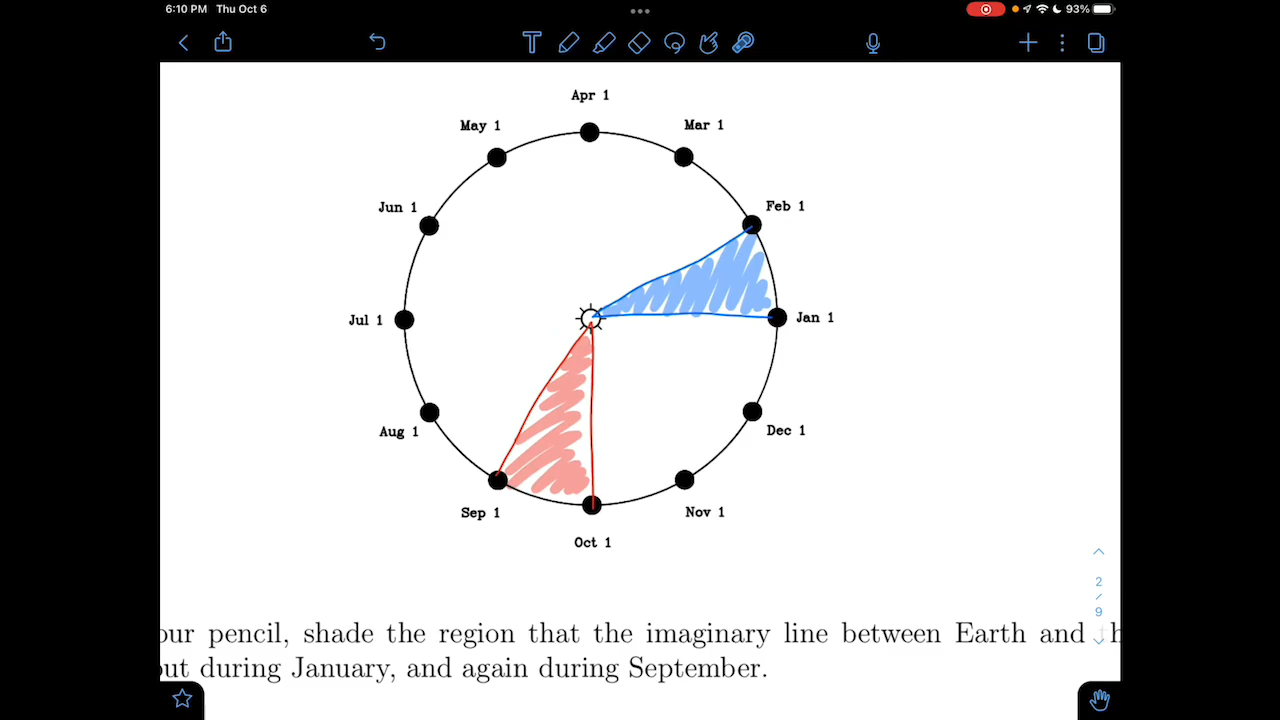 6:10 PM Thu Oct 6
93%
T
Apr 1
May 1
Mar 1
Jun 1
Feb 1
Jul 1
Jan 1
Aug 1
Dec 1
Sep 1
Nov 1
Oct 1
2
/
9
our pencil, shade the region that the imaginary line between Earth and
out during January, and again during September.